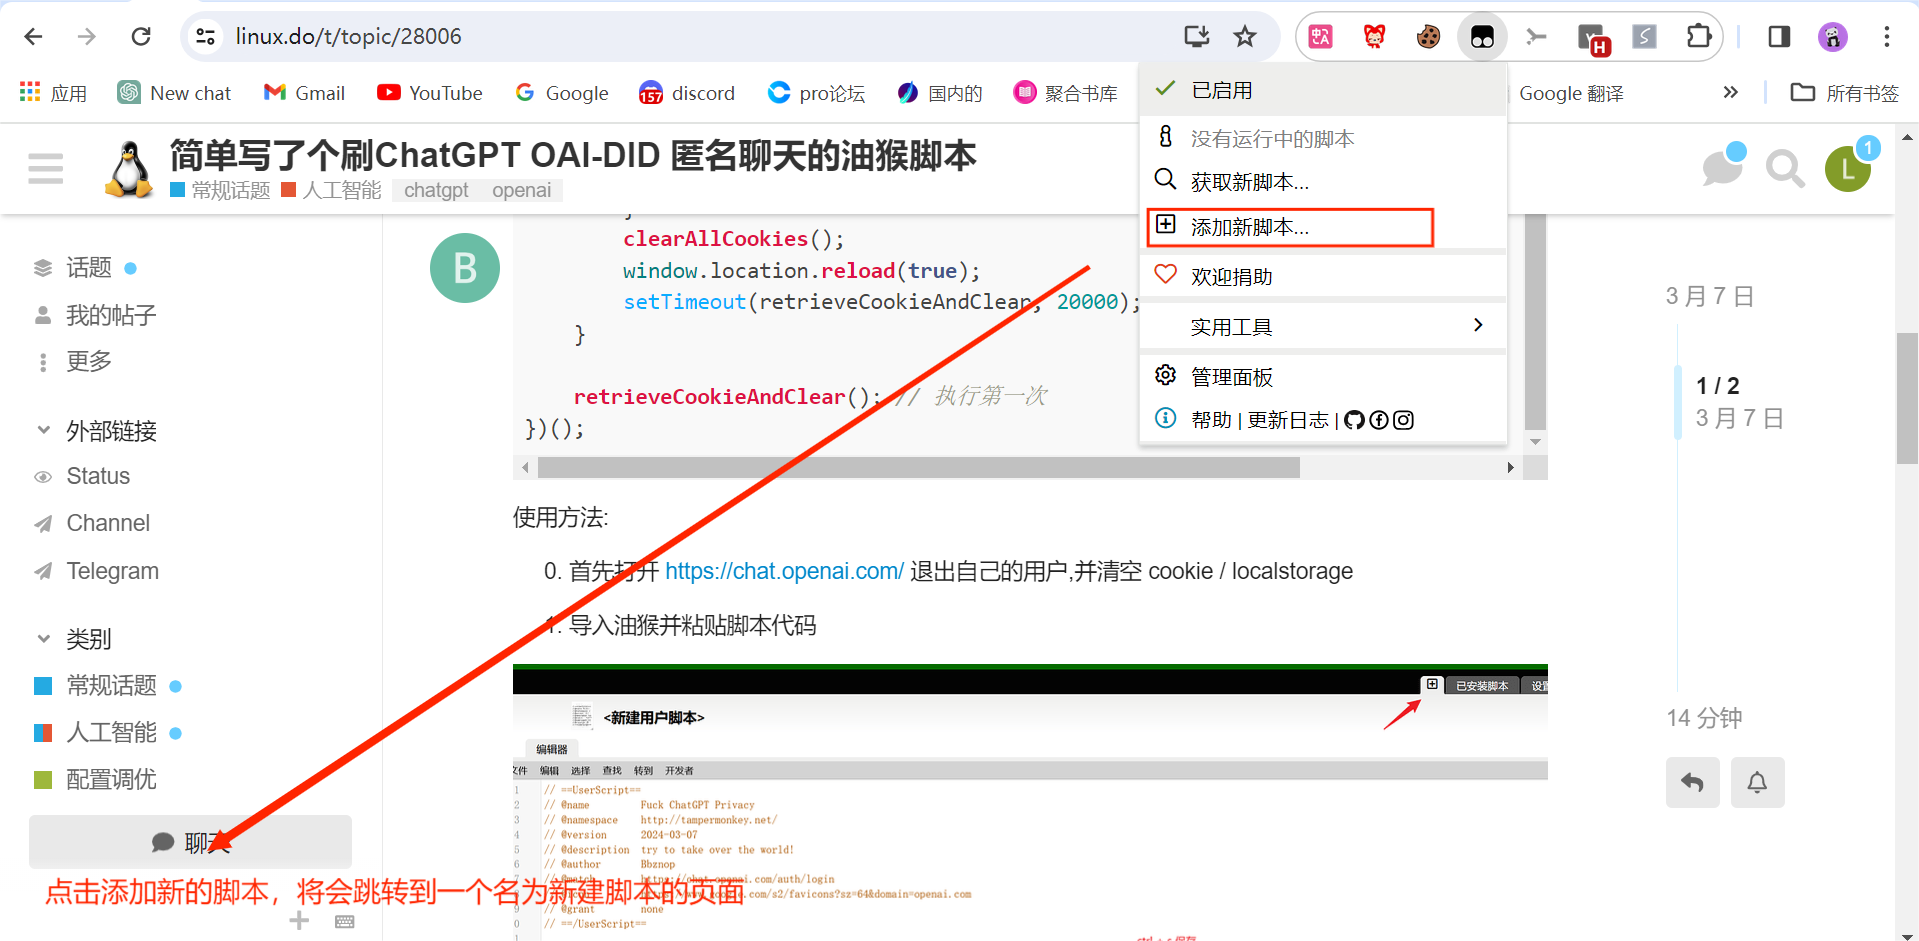 linux.do/t/topic/28006
应用
New chat
Gmail
YouTube
Google
157
discord
pro论坛
国内的
聚合书库
Google 翻译
所有书签
已启用
没有运行中的脚本
获取新脚本...
添加新脚本...
欢迎捐助
实用工具
管理面板
帮助 | 更新日志 |
简单写了个刷ChatGPT OAI-DID 匿名聊天的油猴脚本
常规话题 人工智能 chatgpt openai
L
1
话题
我的帖子
更多
外部链接
Status
Channel
Telegram
类别
常规话题
人工智能
配置调优
聊天
B
}
clearAllCookies();
window.location.reload(true);
setTimeout(retrieveCookieAndClear, 20000);
}
retrieveCookieAndClear(); // 执行第一次
})();
使用方法:
0. 首先打开 https://chat.openai.com/ 退出自己的用户,并清空 cookie / localstorage
1. 导入油猴并粘贴脚本代码
已安装脚本
<新建用户脚本>
编辑器
文件 编辑 选择 查找 转到 开发者
1 // ==UserScript==
2 // @name Fuck ChatGPT Privacy
3 // @namespace http://tampermonkey.net/
4 // @version 2024-03-07
5 // @description try to take over the world!
6 // @author Bbznop
7 // @match https://chat.openai.com/auth/login
www.google.com/s2/favicons?sz=64&domain=openai.com
9 // @grant none
0 // ==/UserScript==
1
点击添加新的脚本，将会跳转到一个名为新建脚本的页面
3 月 7 日
1 / 2
3 月 7 日
14 分钟